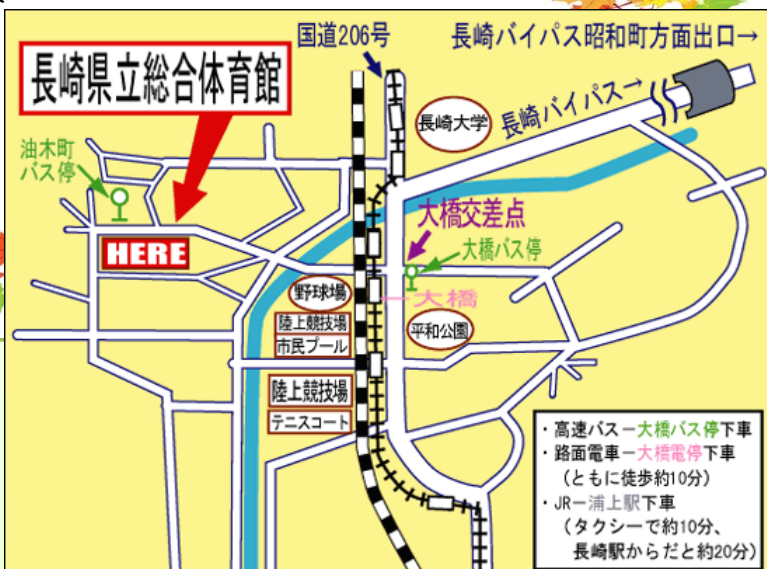 国道206号
長崎バイパス昭和町方面出口→
長崎県立総合体育館
長崎大学
長崎バイパス→
油木町
バス停
大橋交差点
HERE
大橋バス停
野球場
ー大橋
陸上競技場
市民プール
平和公園
陸上競技場
テニスコート
・高速バスー大橋バス停下車
・路面電車ー大橋電停下車
(ともに徒歩約10分)
・JRー浦上駅下車
(タクシーで約10分、
長崎駅からだと約20分)